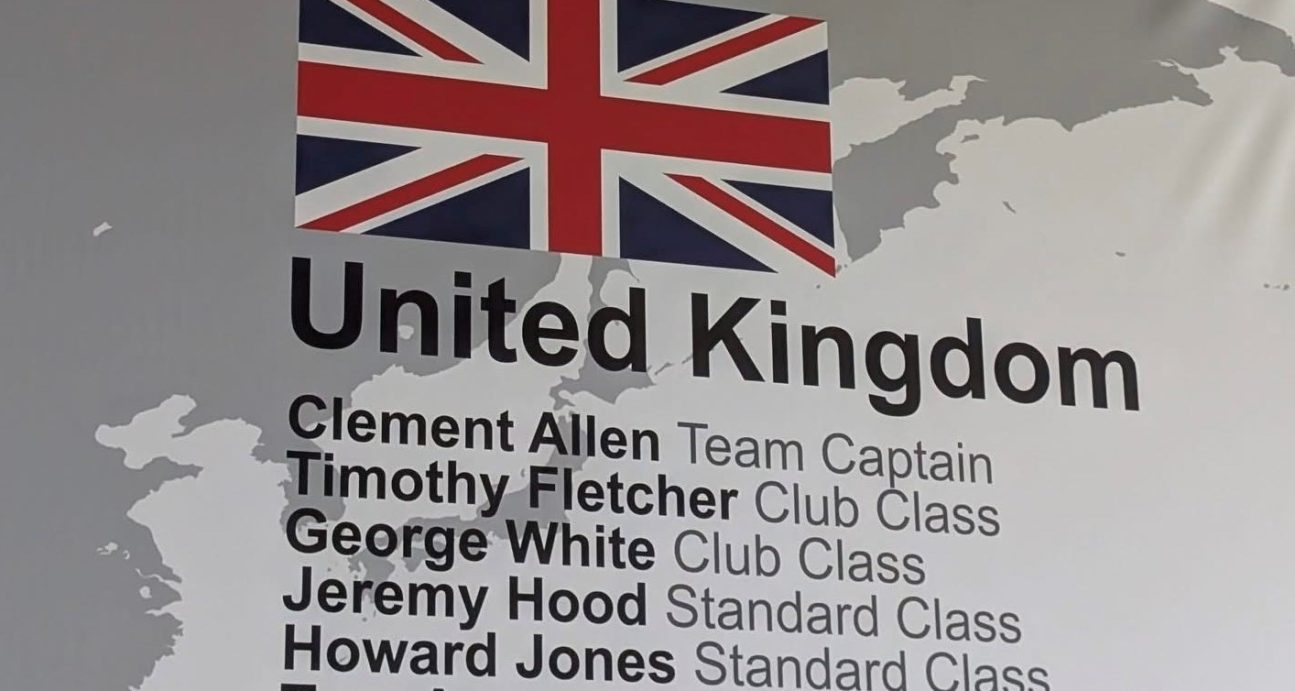 United Kingdom
Clement Allen Team Captain
Timothy Fletcher Club Class
George White Club Class
Jeremy Hood Standard Class
Howard Jones Standard Class